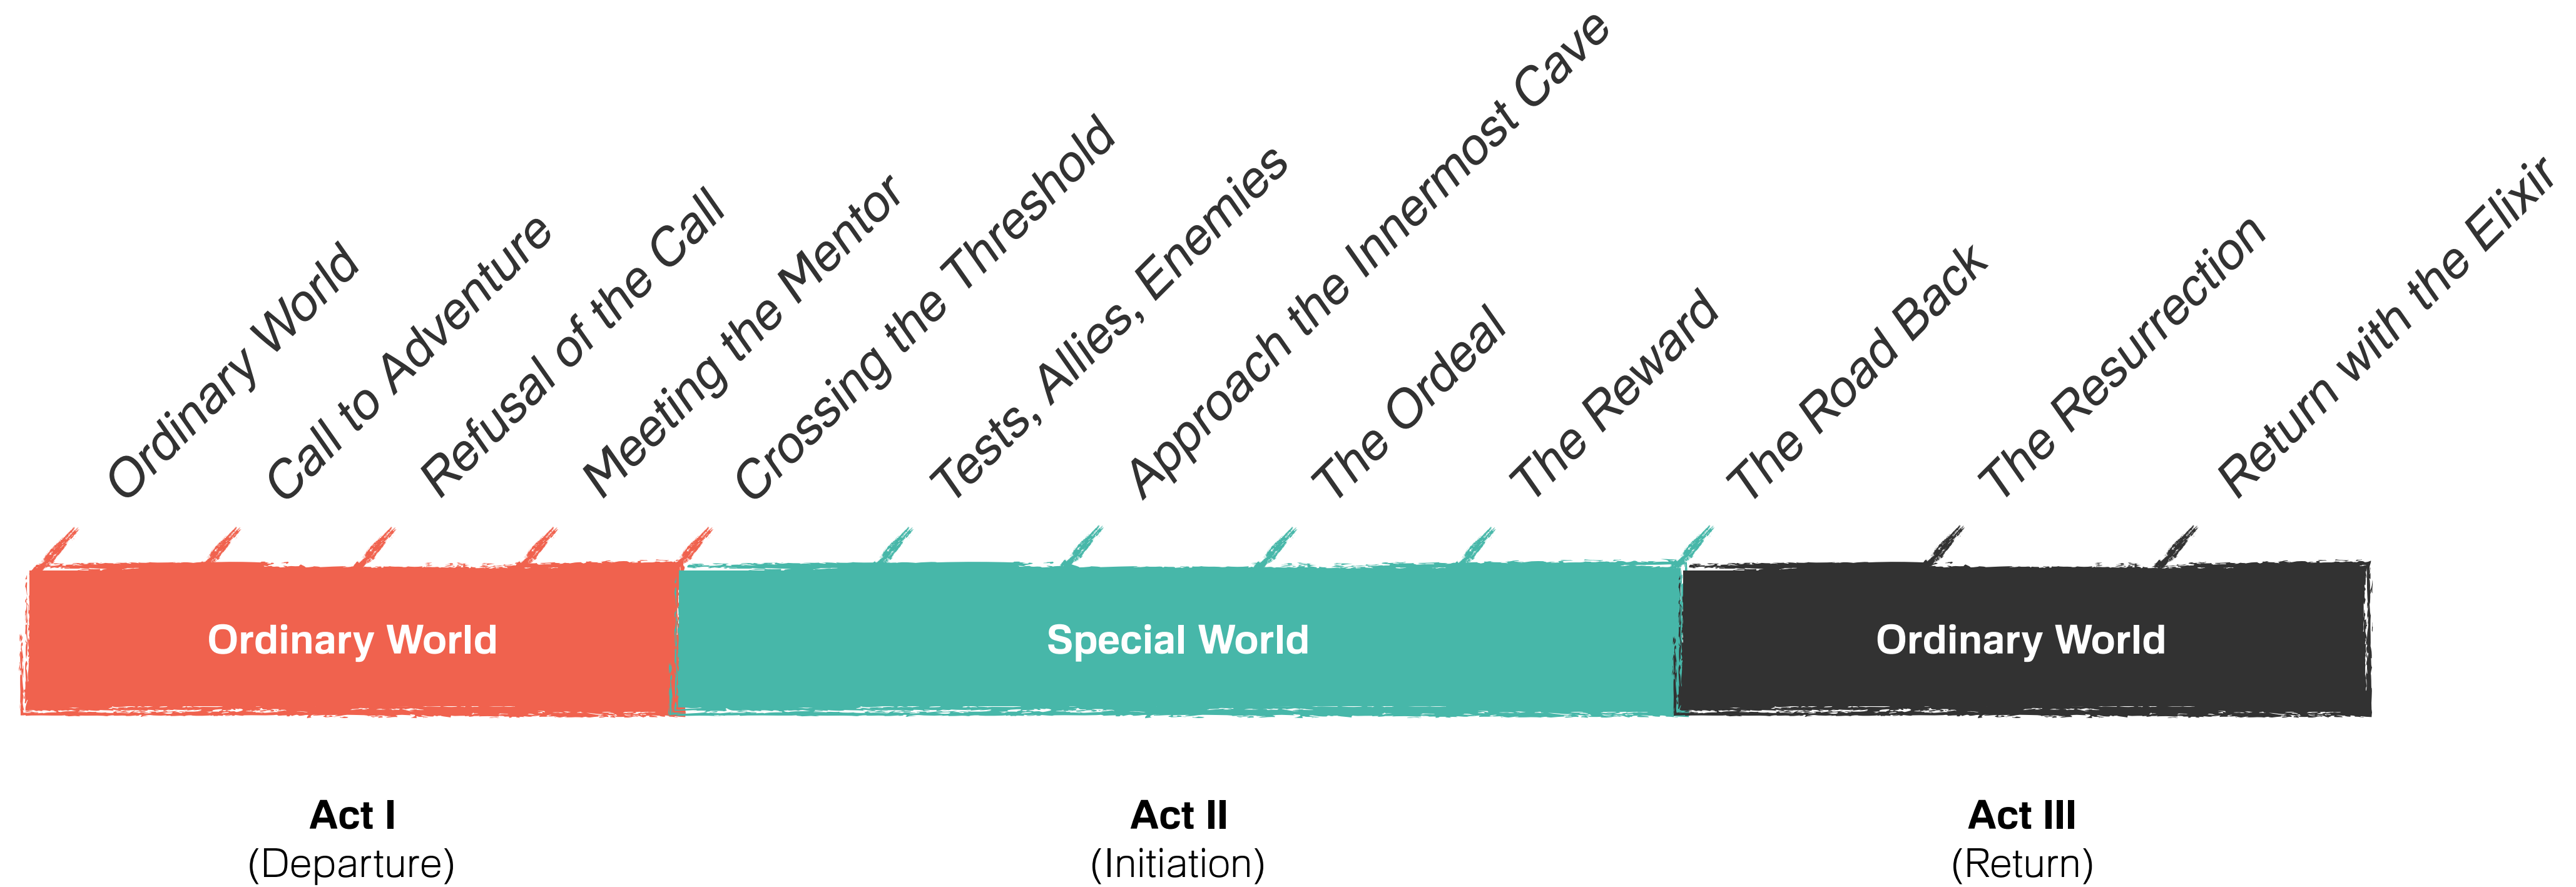 Ordinary World
Call to Adventure
Refusal of the Call
Meeting the Mentor
Crossing the Threshold
Tests, Allies, Enemies
Approach the Innermost Cave
The Ordeal
The Reward
The Road Back
The Resurrection
Return with the Elixir
Ordinary World
Special World
Ordinary World
Act I
(Departure)
Act II
(Initiation)
Act III
(Return)